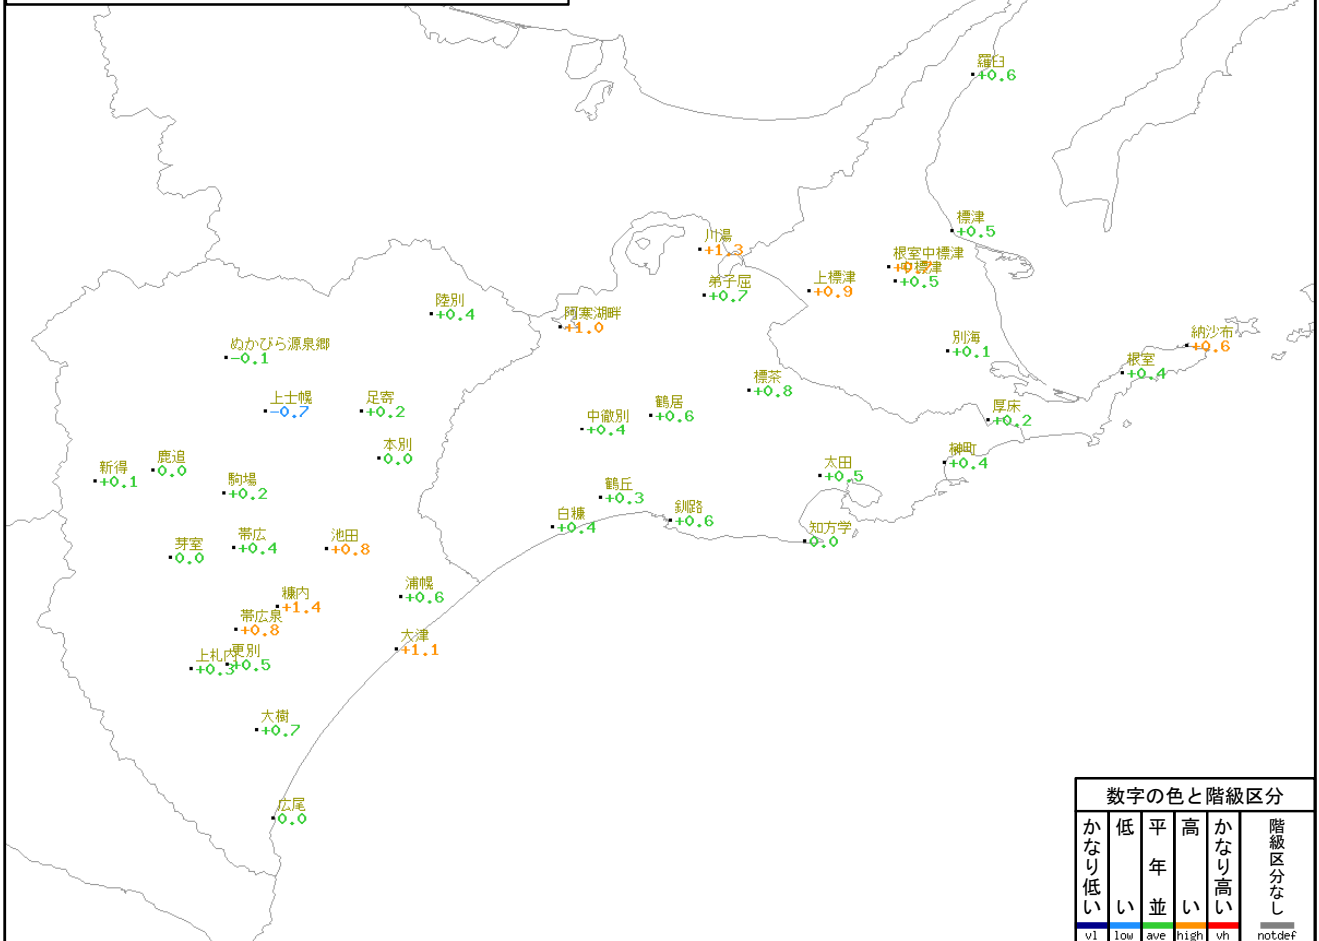 羅臼
+0.6
標津
+0.5
川湯
+1.3
根室中標津
中標津
+0.5
弟子屈
+0.7
上標津
+0.9
陸別
+0.4
阿寒湖畔
+1.0
納沙布
+0.6
ぬかびら源泉郷
-0.1
別海
+0.1
根室
+0.4
標茶
+0.8
上士幌
-0.7
足寄
+0.2
鶴居
+0.6
厚床
+0.2
中徹別
+0.4
本別
0.0
榊町
+0.4
鹿追
0.0
新得
+0.1
太田
+0.5
駒場
+0.2
鶴丘
+0.3
白糠
+0.4
釧路
+0.6
知方学
0.0
帯広
+0.4
池田
+0.8
芽室
0.0
浦幌
+0.6
糠内
+1.4
帯広泉
+0.8
大津
+1.1
更別
+0.5
上札内
+0.3
大樹
+0.7
広尾
0.0
数字の色と階級区分
かなり低い
低い
平年並
高い
かなり高い
階級区分なし
vl low ave high vh notdef